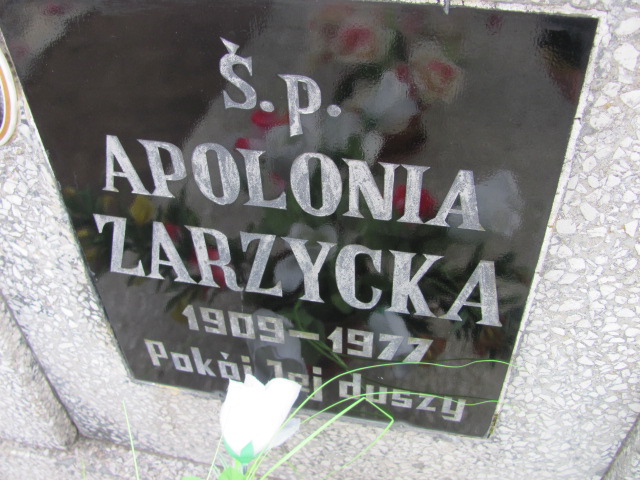 Š.p.
APOLONIA
ZARZYCKA
1909-1977
Pokój Jej duszy